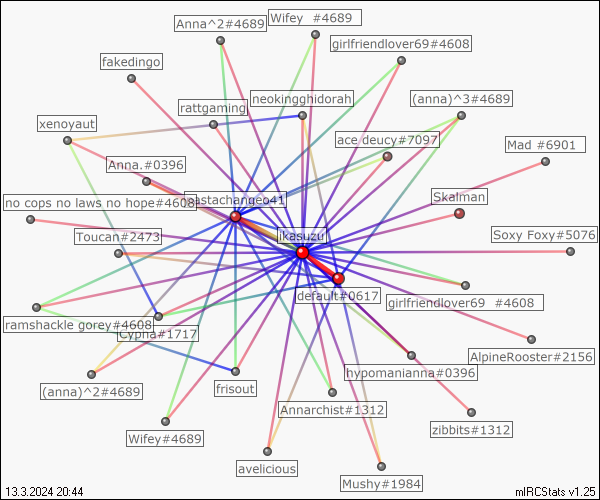 Anna^2#4689
Wifey #4689
girlfriendlover69#4608
fakedingo
rattgaming
neokingghidorah
(anna)^3#4689
xenoyaut
ace.deucy#7097
Mad #6901
Anna.#0396
no cops no laws no hope#4608
astachangeo41
Skalman
Toucan#2473
ikasuzu
Soxy Foxy#5076
default#0617
girlfriendlover69 #4608
ramshackle gorey#4608
#1717
AlpineRooster#2156
hypomanianna#0396
(anna)^2#4689
frisout
Annarchist#1312
zibbits#1312
Wifey#4689
avelicious
Mushy#1984
13.3.2024 20:44
mIRCStats v1.25